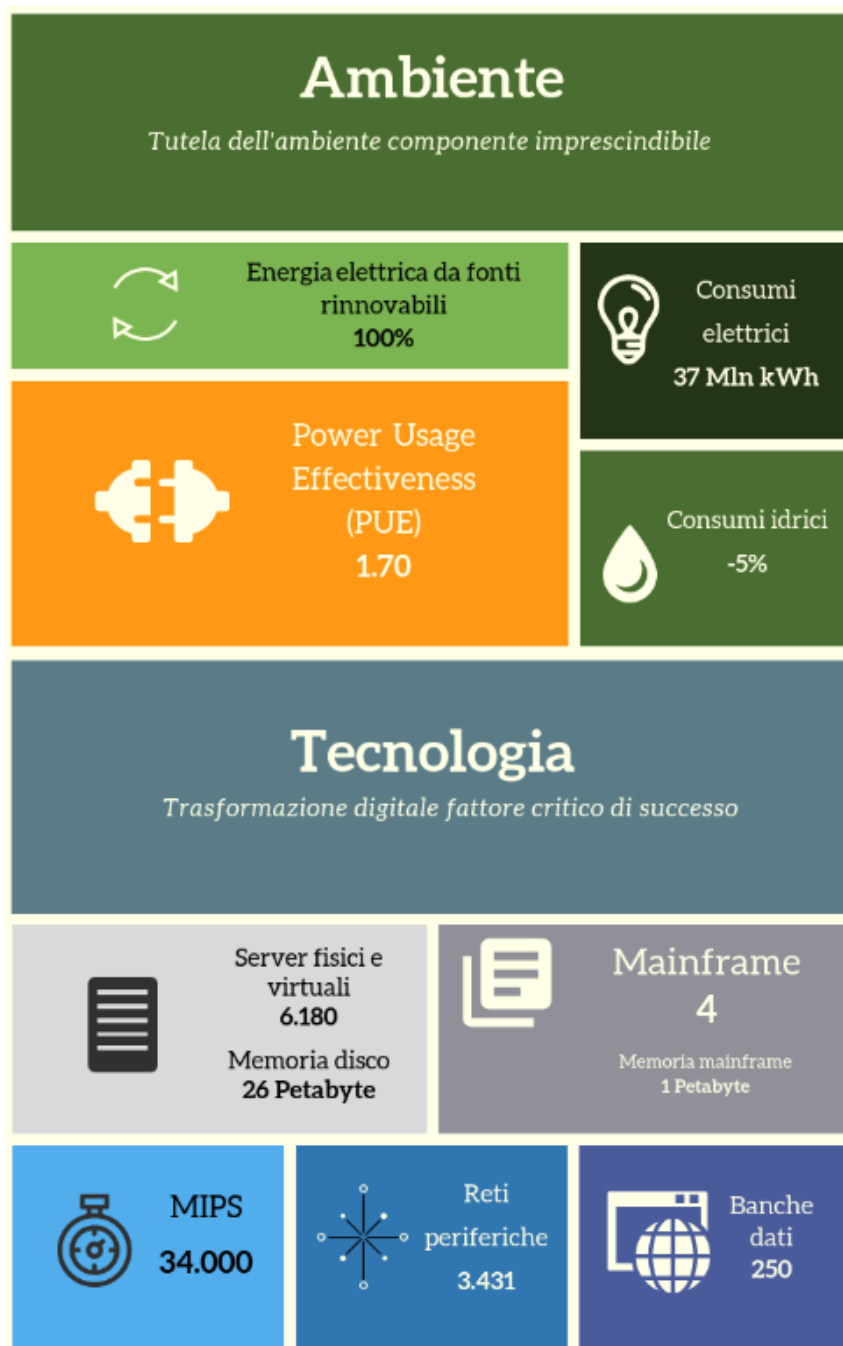 Ambiente
Tutela dell'ambiente componente imprescindibile
Energia elettrica da fonti
rinnovabili
100%
Consumi
elettrici
37 Mln kWh
Power Usage
Effectiveness
(PUE)
1.70
Consumi idrici
-5%
Tecnologia
Trasformazione digitale fattore critico di successo
Server fisici e
virtuali
6.180
Memoria disco
26 Petabyte
Mainframe
4
Memoria mainframe
1 Petabyte
MIPS
34.000
Reti
periferiche
3.431
Banche
dati
250